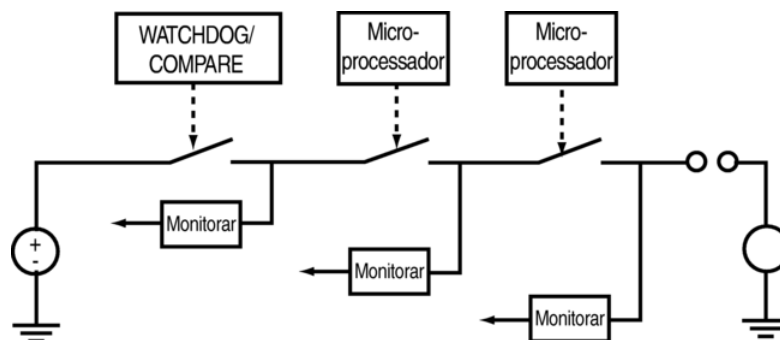 WATCHDOG/
COMPARE
Micro-
processador
Micro-
processador
Monitorar
Monitorar
Monitorar
+
-